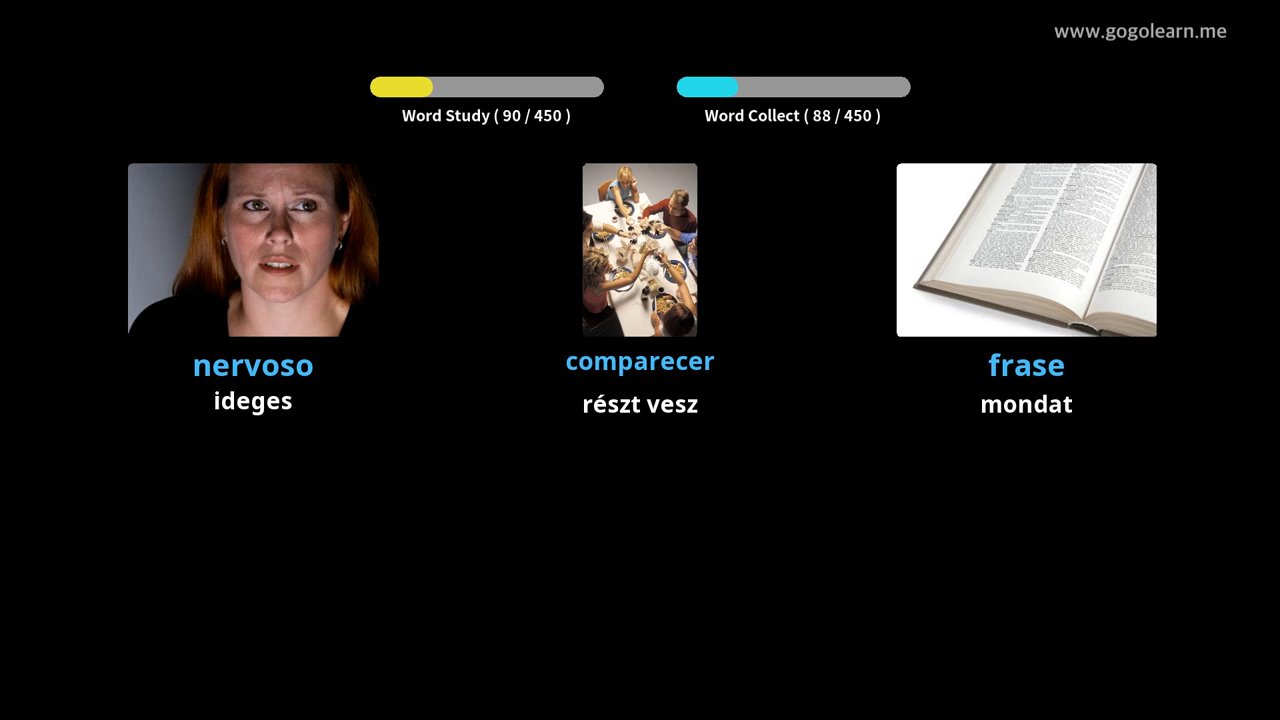 www.gogolearn.me
Word Study ( 90 / 450 )
Word Collect ( 88 / 450 )
nervoso
ideges
comparecer
részt vesz
frase
mondat